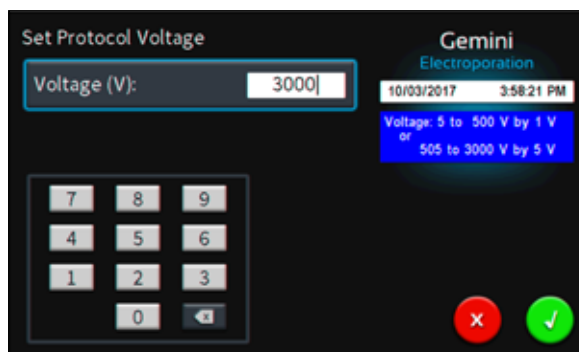 Set Protocol Voltage
Voltage (V): 3000
7 8 9
4 5 6
1 2 3
0
Gemini
Electroporation
10/03/2017 3:58:21 PM
Voltage: 5 to 500 V by 1 V
or
505 to 3000 V by 5 V